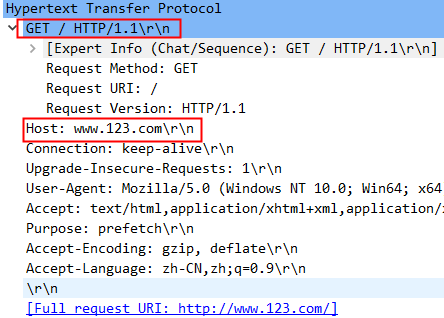 Hypertext Transfer Protocol
GET / HTTP/1.1\r\n
[Expert Info (Chat/Sequence): GET / HTTP/1.1\r\n
Request Method: GET
Request URI: /
Request Version: HTTP/1.1
Host: www.123.com\r\n
Connection: keep-alive\r\n
Upgrade-Insecure-Requests: 1\r\n
User-Agent: Mozilla/5.0 (Windows NT 10.0; Win64; x64
Accept: text/html,application/xhtml+xml,application/
Purpose: prefetch\r\n
Accept-Encoding: gzip, deflate\r\n
Accept-Language: zh-CN,zh;q=0.9\r\n
\r\n
[Full request URI: http://www.123.com/]